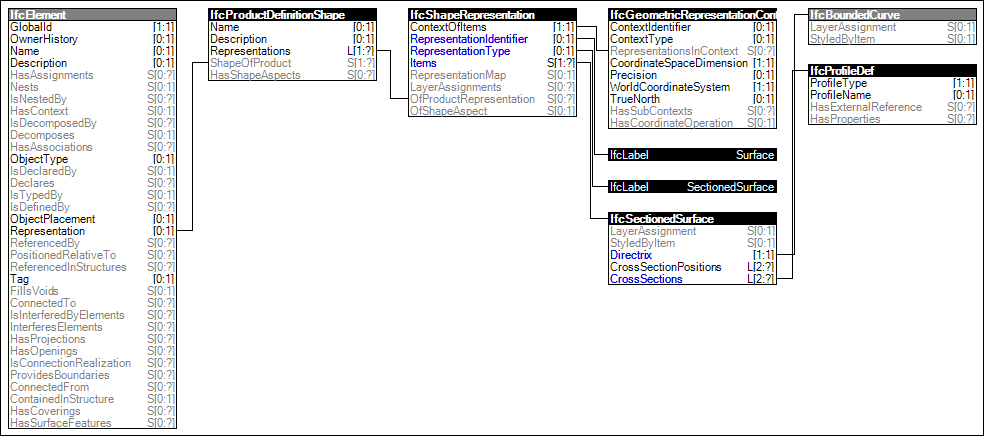 IfcElement
GlobalId [1:1]
OwnerHistory [0:1]
Name [0:1]
Description [0:1]
HasAssignments S[0:?]
Nests S[0:1]
IsNestedBy S[0:?]
HasContext S[0:1]
IsDecomposedBy S[0:?]
Decomposes S[0:1]
HasAssociations S[0:?]
ObjectType [0:1]
IsDeclaredBy S[0:1]
Declares S[0:?]
IsTypedBy S[0:1]
IsDefinedBy S[0:?]
ObjectPlacement [0:1]
Representation [0:1]
ReferencedBy S[0:?]
PositionedRelativeTo S[0:?]
ReferencedInStructures S[0:?]
Tag [0:1]
FillsVoids S[0:1]
ConnectedTo S[0:?]
IsInterferedByElements S[0:?]
InterferesElements S[0:?]
HasProjections S[0:?]
HasOpenings S[0:?]
IsConnectionRealization S[0:?]
ProvidesBoundaries S[0:?]
ConnectedFrom S[0:?]
ContainedInStructure S[0:1]
HasCoverings S[0:?]
HasSurfaceFeatures S[0:?]
IfcProductDefinitionShape
Name [0:1]
Description [0:1]
Representations L[1:?]
ShapeOfProduct S[1:?]
HasShapeAspects S[0:?]
IfcShapeRepresentation
ContextOfItems [1:1]
RepresentationIdentifier [0:1]
RepresentationType [0:1]
Items S[1:?]
RepresentationMap S[0:1]
LayerAssignments S[0:?]
OfProductRepresentation S[0:1]
OfShapeAspect S[0:1]
IfcGeometricRepresentationCont
ContextIdentifier [0:1]
ContextType [0:1]
RepresentationsInContext S[0:?]
CoordinateSpaceDimension [1:1]
Precision [0:1]
WorldCoordinateSystem [1:1]
TrueNorth [0:1]
HasSubContexts S[0:?]
HasCoordinateOperation S[0:1]
IfcLabel Surface
IfcLabel SectionedSurface
IfcSectionedSurface
LayerAssignment S[0:1]
StyledByItem S[0:1]
Directrix [1:1]
CrossSectionPositions L[2:?]
CrossSections L[2:?]
IfcBoundedCurve
LayerAssignment S[0:1]
StyledByItem S[0:1]
IfcProfileDef
ProfileType [1:1]
ProfileName [0:1]
HasExternalReference S[0:?]
HasProperties S[0:?]